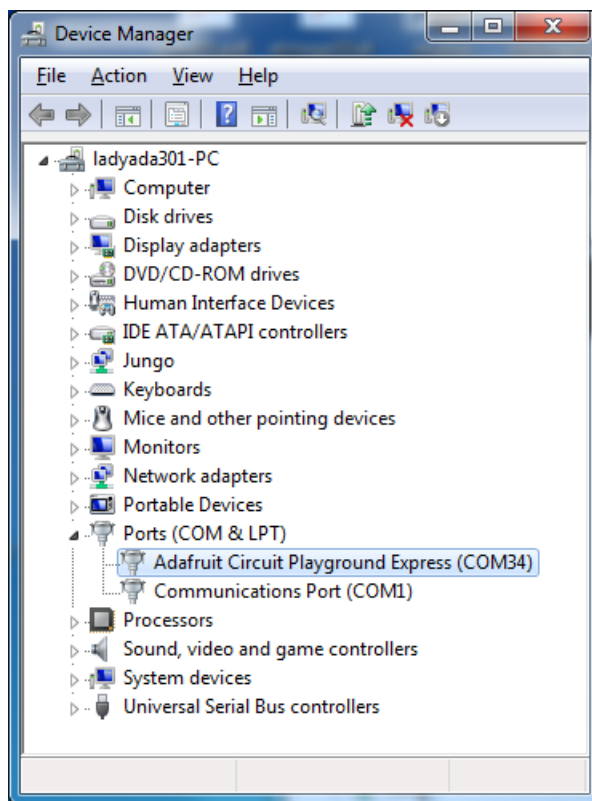 Device Manager
File Action View Help
ladyada301-PC
Computer
Disk drives
Display adapters
DVD/CD-ROM drives
Human Interface Devices
IDE ATA/ATAPI controllers
Jungo
Keyboards
Mice and other pointing devices
Monitors
Network adapters
Portable Devices
Ports (COM & LPT)
Adafruit Circuit Playground Express (COM34)
Communications Port (COM1)
Processors
Sound, video and game controllers
System devices
Universal Serial Bus controllers